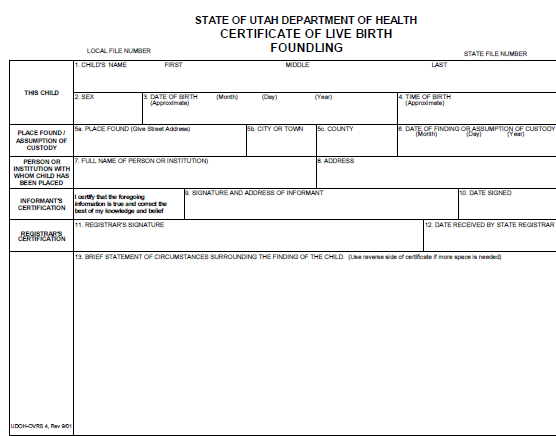 STATE OF UTAH DEPARTMENT OF HEALTH
CERTIFICATE OF LIVE BIRTH
FOUNDLING
LOCAL FILE NUMBER
STATE FILE NUMBER
THIS CHILD
1. CHILD'S NAME FIRST MIDDLE LAST
2. SEX
3. DATE OF BIRTH (Month) (Day) (Year)
(Approximate)
4. TIME OF BIRTH
(Approximate)
PLACE FOUND /
ASSUMPTION OF
CUSTODY
5a. PLACE FOUND (Give Street Address)
5b. CITY OR TOWN
5c. COUNTY
6. DATE OF FINDING OR ASSUMPTION OF CUSTODY
(Month) (Day) (Year)
PERSON OR
INSTITUTION WITH
WHOM CHILD HAS
BEEN PLACED
7. FULL NAME OF PERSON OR INSTITUTION)
8. ADDRESS
INFORMANT'S
CERTIFICATION
I certify that the foregoing
information is true and correct the
best of my knowledge and belief
9. SIGNATURE AND ADDRESS OF INFORMANT
10. DATE SIGNED
REGISTRAR'S
CERTIFICATION
11. REGISTRAR'S SIGNATURE
12. DATE RECEIVED BY STATE REGISTRAR
13. BRIEF STATEMENT OF CIRCUMSTANCES SURROUNDING THE FINDING OF THE CHILD. (Use reverse side of certificate if more space is needed)
UDOH-OVRS 4, Rev 9/01